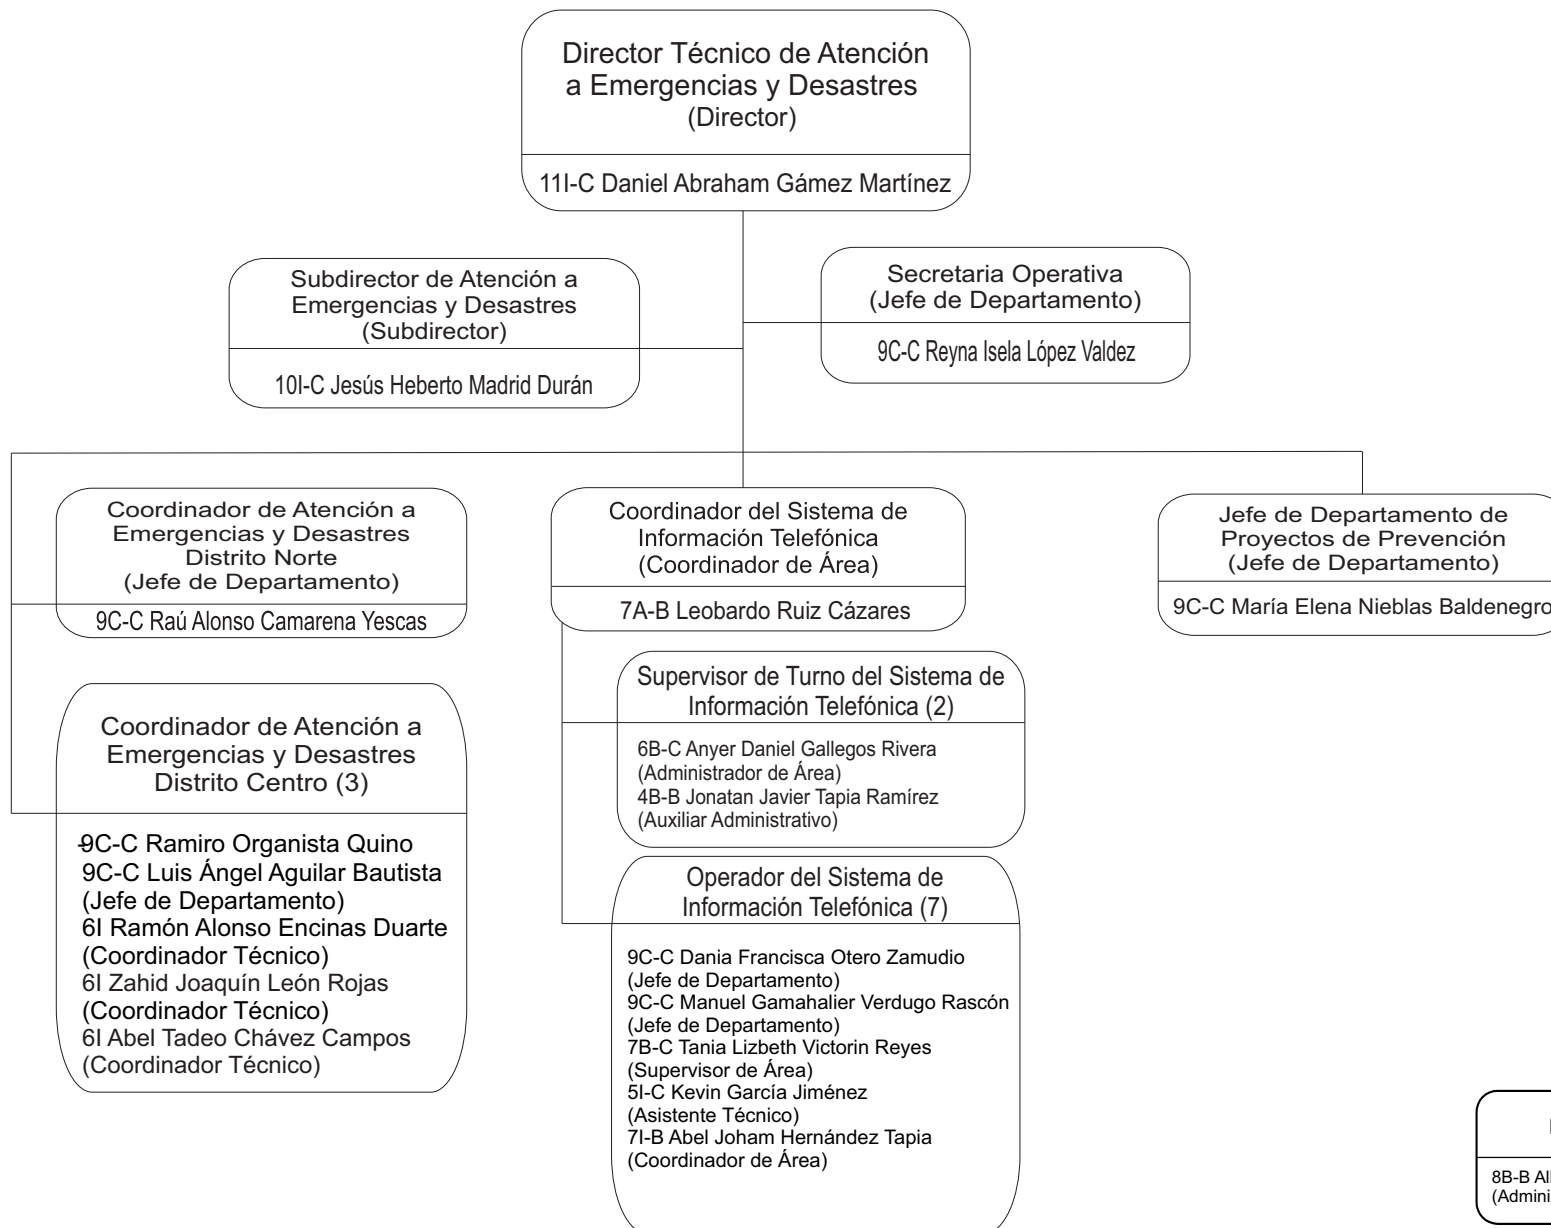 Director Técnico de Atención
a Emergencias y Desastres
(Director)
11I-C Daniel Abraham Gámez Martínez
Subdirector de Atención a
Emergencias y Desastres
(Subdirector)
10I-C Jesús Heberto Madrid Durán
Secretaria Operativa
(Jefe de Departamento)
9C-C Reyna Isela López Valdez
Coordinador de Atención a
Emergencias y Desastres
Distrito Norte
(Jefe de Departamento)
9C-C Raú Alonso Camarena Yescas
Coordinador del Sistema de
Información Telefónica
(Coordinador de Área)
7A-B Leobardo Ruiz Cázares
Jefe de Departamento de
Proyectos de Prevención
(Jefe de Departamento)
9C-C María Elena Nieblas Baldenegro
Coordinador de Atención a
Emergencias y Desastres
Distrito Centro (3)
9C-C Ramiro Organista Quino
9C-C Luis Ángel Aguilar Bautista
(Jefe de Departamento)
6I Ramón Alonso Encinas Duarte
(Coordinador Técnico)
6I Zahid Joaquín León Rojas
(Coordinador Técnico)
6I Abel Tadeo Chávez Campos
(Coordinador Técnico)
Supervisor de Turno del Sistema de
Información Telefónica (2)
6B-C Anyer Daniel Gallegos Rivera
(Administrador de Área)
4B-B Jonatan Javier Tapia Ramírez
(Auxiliar Administrativo)
Operador del Sistema de
Información Telefónica (7)
9C-C Dania Francisca Otero Zamudio
(Jefe de Departamento)
9C-C Manuel Gamahalier Verdugo Rascón
(Jefe de Departamento)
7B-C Tania Lizbeth Victorin Reyes
(Supervisor de Área)
5I-C Kevin García Jiménez
(Asistente Técnico)
7I-B Abel Joham Hernández Tapia
(Coordinador de Área)
8B-B